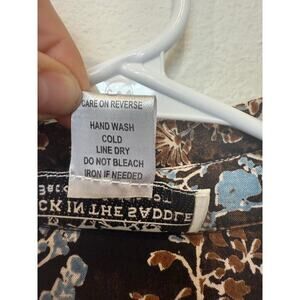 CARE ON REVERSE
HAND WASH
COLD
LINE DRY
DO NOT BLEACH
IRON IF NEEDED
CK IN THE SADDLE